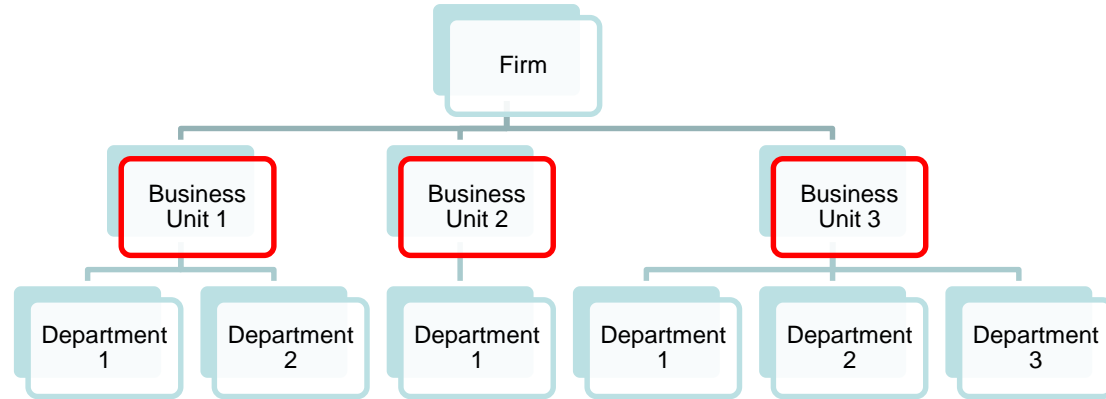 Firm
Business
Unit 1
Business
Unit 2
Business
Unit 3
Department
1
Department
2
Department
1
Department
1
Department
2
Department
3